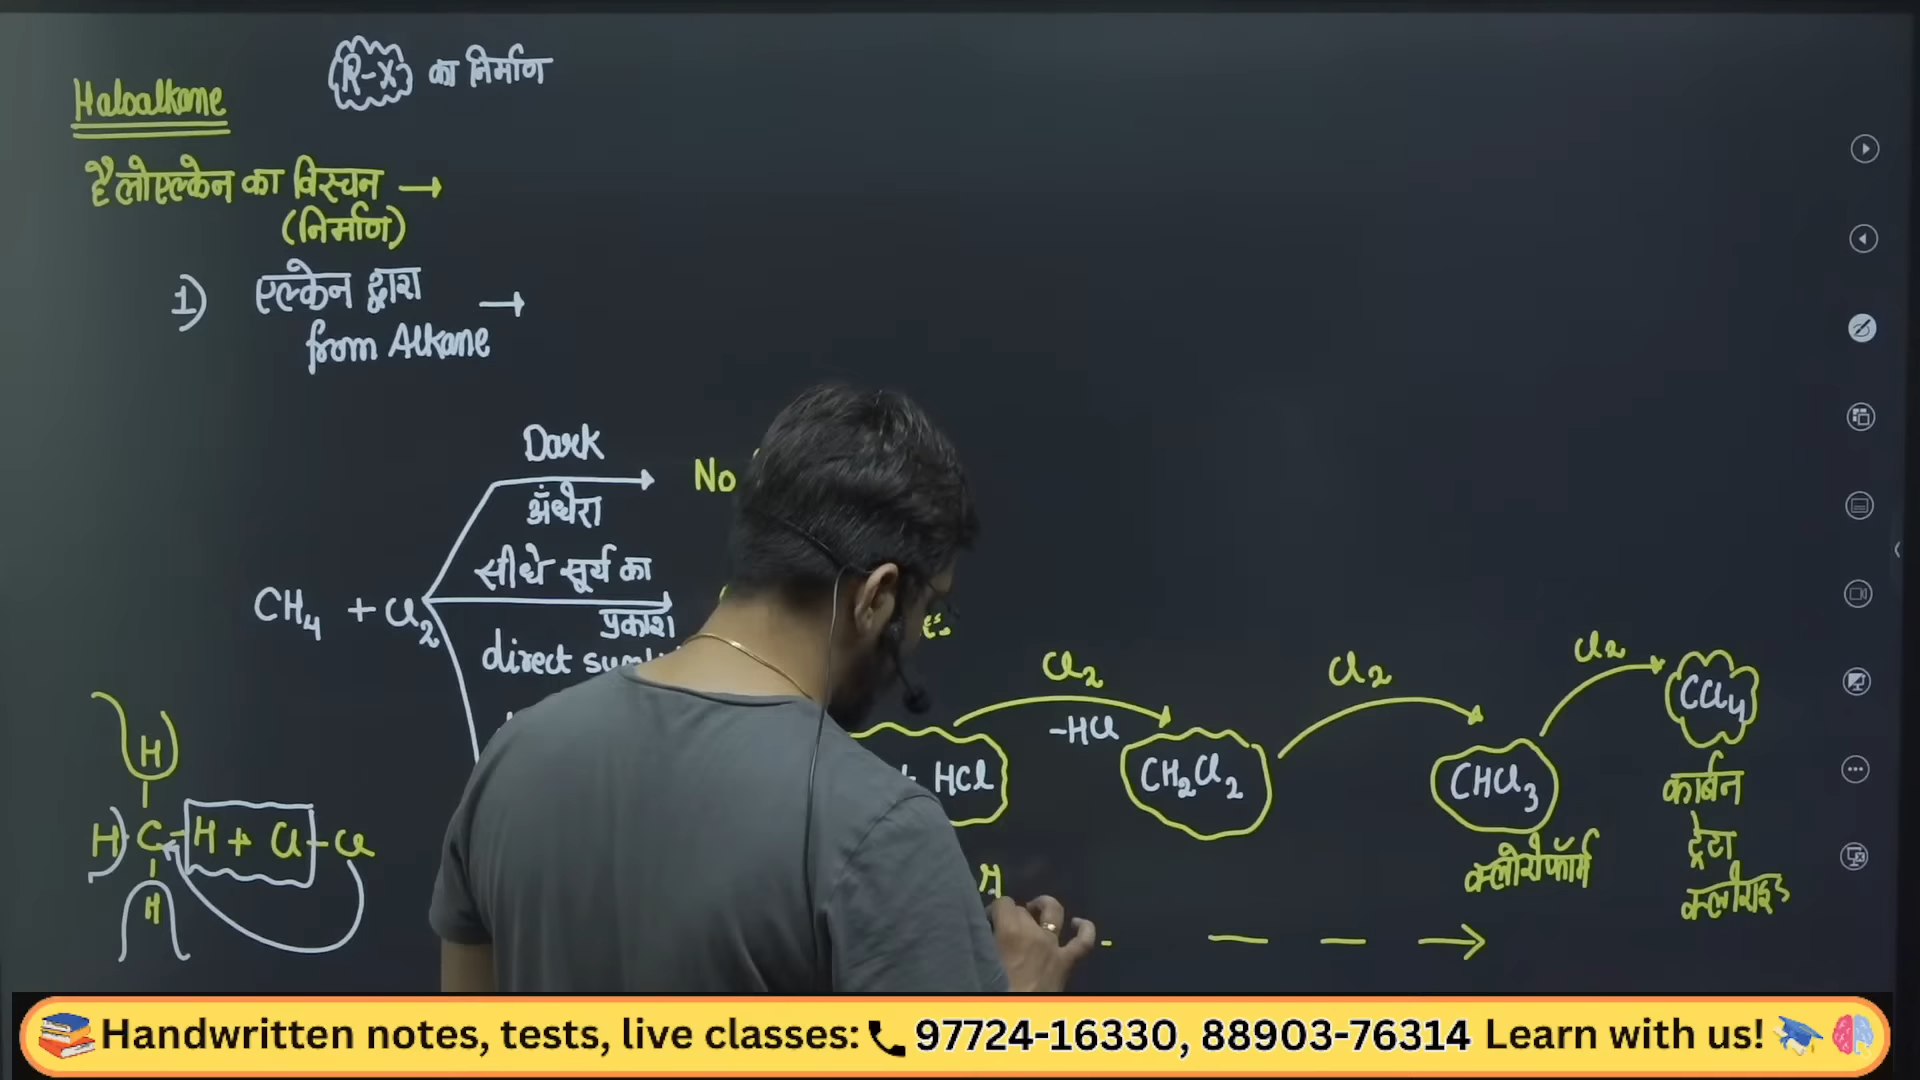 R-X का निर्माण
Haloalkane
हैलोएल्केन का विरचन →
(निर्माण)
1) एल्केन द्वारा →
from Alkane
Dark
No
अँधेरा
सीधे सूर्य का
प्रकाश
direct
CH₄ + Cl₂
Cl₂
-HCl
Cl₂
Cl₂
+ HCl
CH₂Cl₂
CHCl₃
CCl₄
क्लोरोफॉर्म
कार्बन
ट्रेटा
क्लोराइड
H
H C - H + Cl - Cl
H
Handwritten notes, tests, live classes: 97724-16330, 88903-76314 Learn with us!